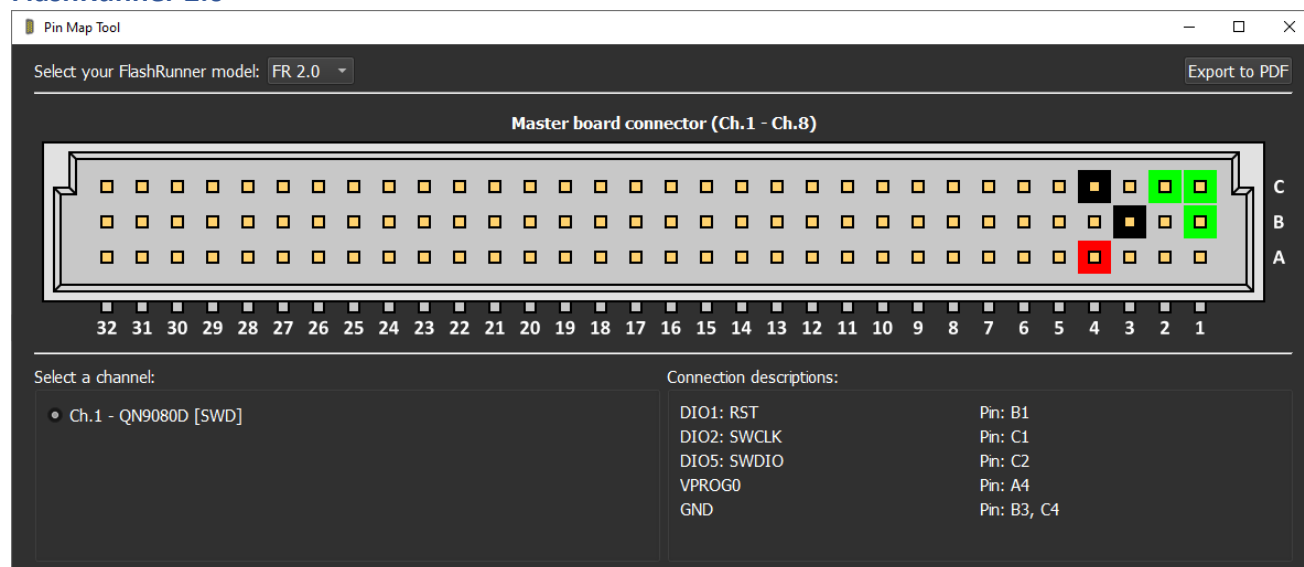 FlashRunner 2.0
Pin Map Tool
Select your FlashRunner model: FR 2.0
Export to PDF
Master board connector (Ch.1 - Ch.8)
C
B
A
32 31 30 29 28 27 26 25 24 23 22 21 20 19 18 17 16 15 14 13 12 11 10 9 8 7 6 5 4 3 2 1
Select a channel:
Ch.1 - QN9080D [SWD]
Connection descriptions:
DIO1: RST Pin: B1
DIO2: SWCLK Pin: C1
DIO5: SWDIO Pin: C2
VPROG0 Pin: A4
GND Pin: B3, C4